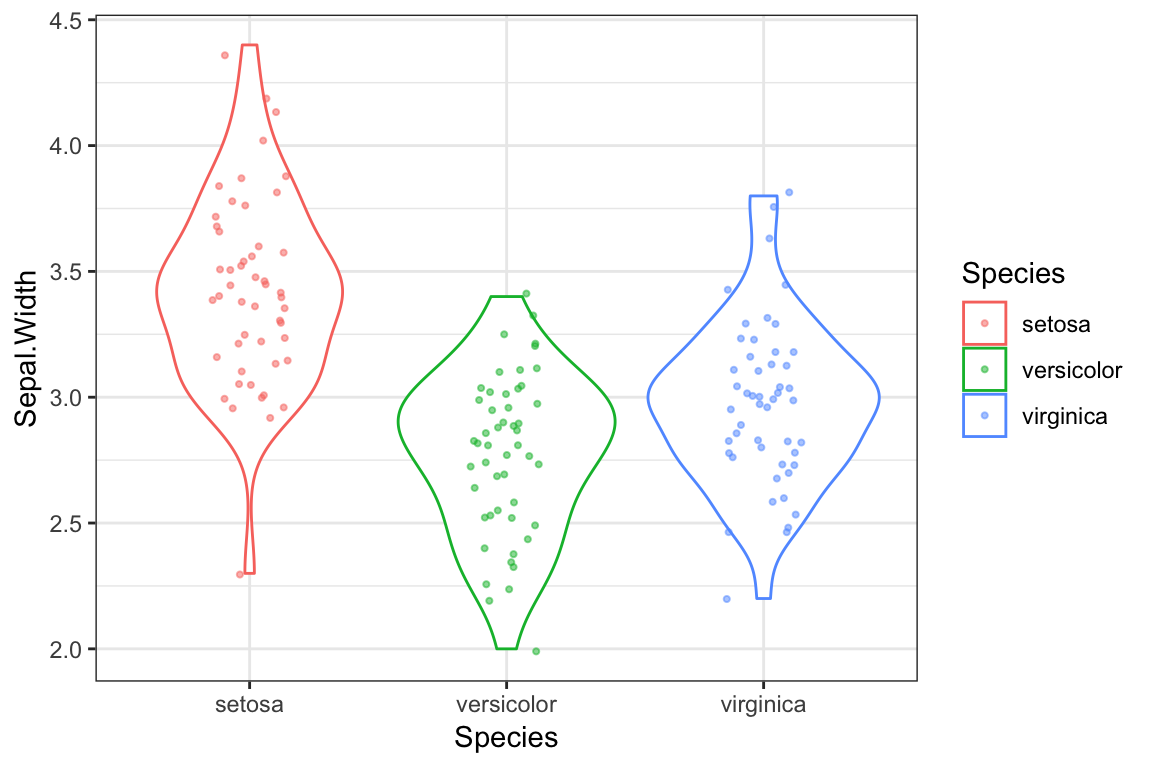 Sepal.Width
4.5
4.0
3.5
3.0
2.5
2.0
setosa
versicolor
virginica
Species
Species
setosa
versicolor
virginica